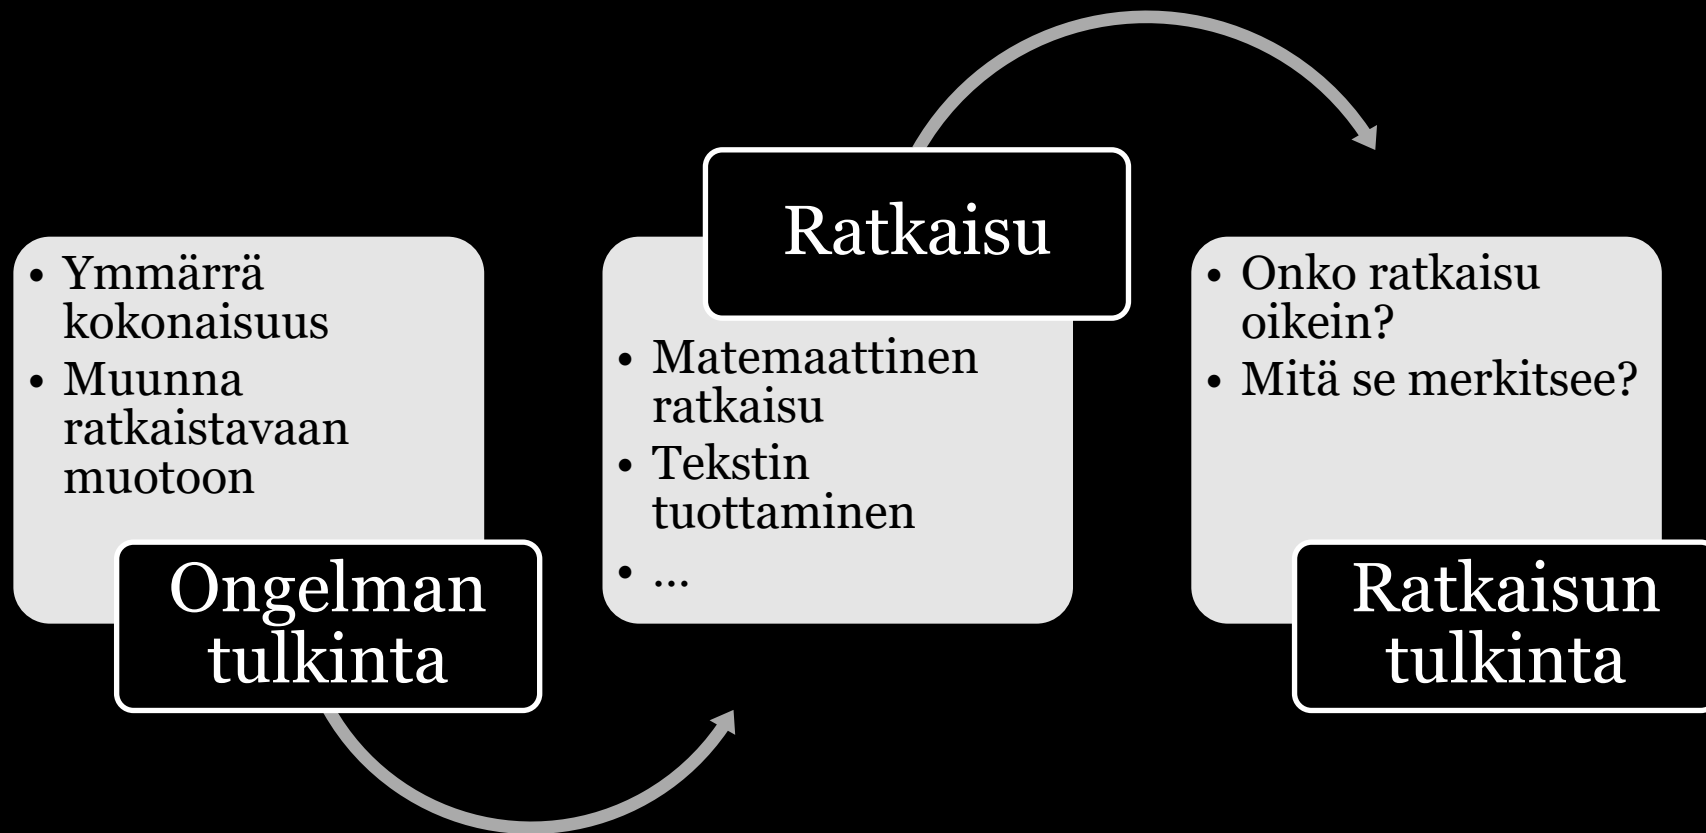 • Ymmärrä
kokonaisuus
• Muunna
ratkaistavaan
muotoon
Ongelman
tulkinta
Ratkaisu
• Matemaattinen
ratkaisu
• Tekstin
tuottaminen
• ...
• Onko ratkaisu
oikein?
• Mitä se merkitsee?
Ratkaisun
tulkinta